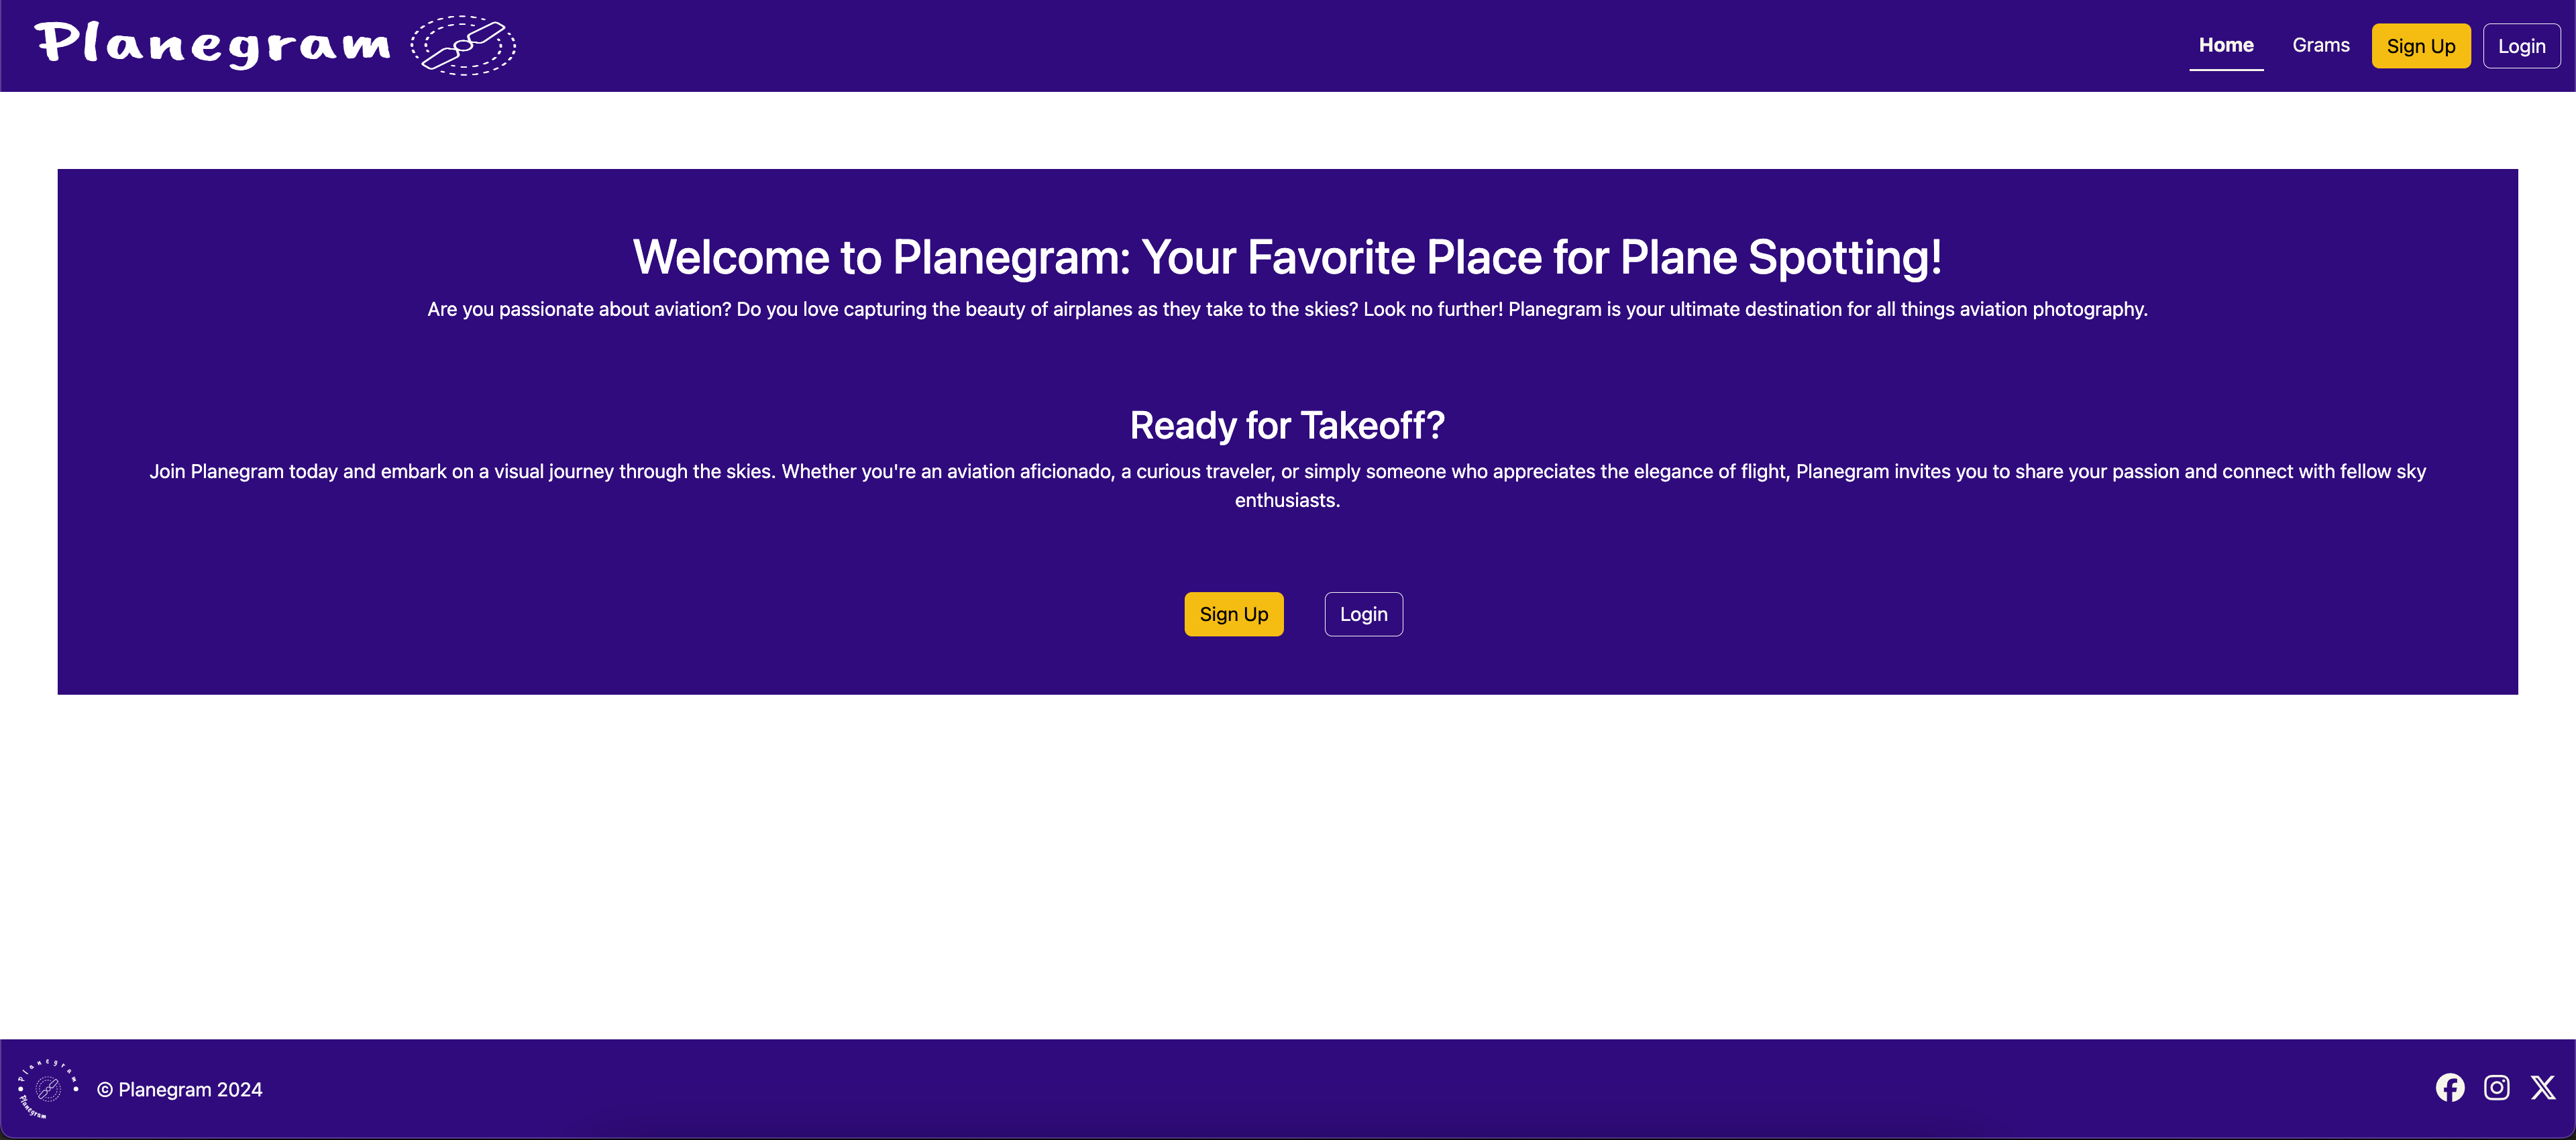 Planegram
Home
Grams
Sign Up
Login
Welcome to Planegram: Your Favorite Place for Plane Spotting!
Are you passionate about aviation? Do you love capturing the beauty of airplanes as they take to the skies? Look no further! Planegram is your ultimate destination for all things aviation photography.
Ready for Takeoff?
Join Planegram today and embark on a visual journey through the skies. Whether you're an aviation aficionado, a curious traveler, or simply someone who appreciates the elegance of flight, Planegram invites you to share your passion and connect with fellow sky
enthusiasts.
Sign Up
Login
Planegram
Planegram
© Planegram 2024